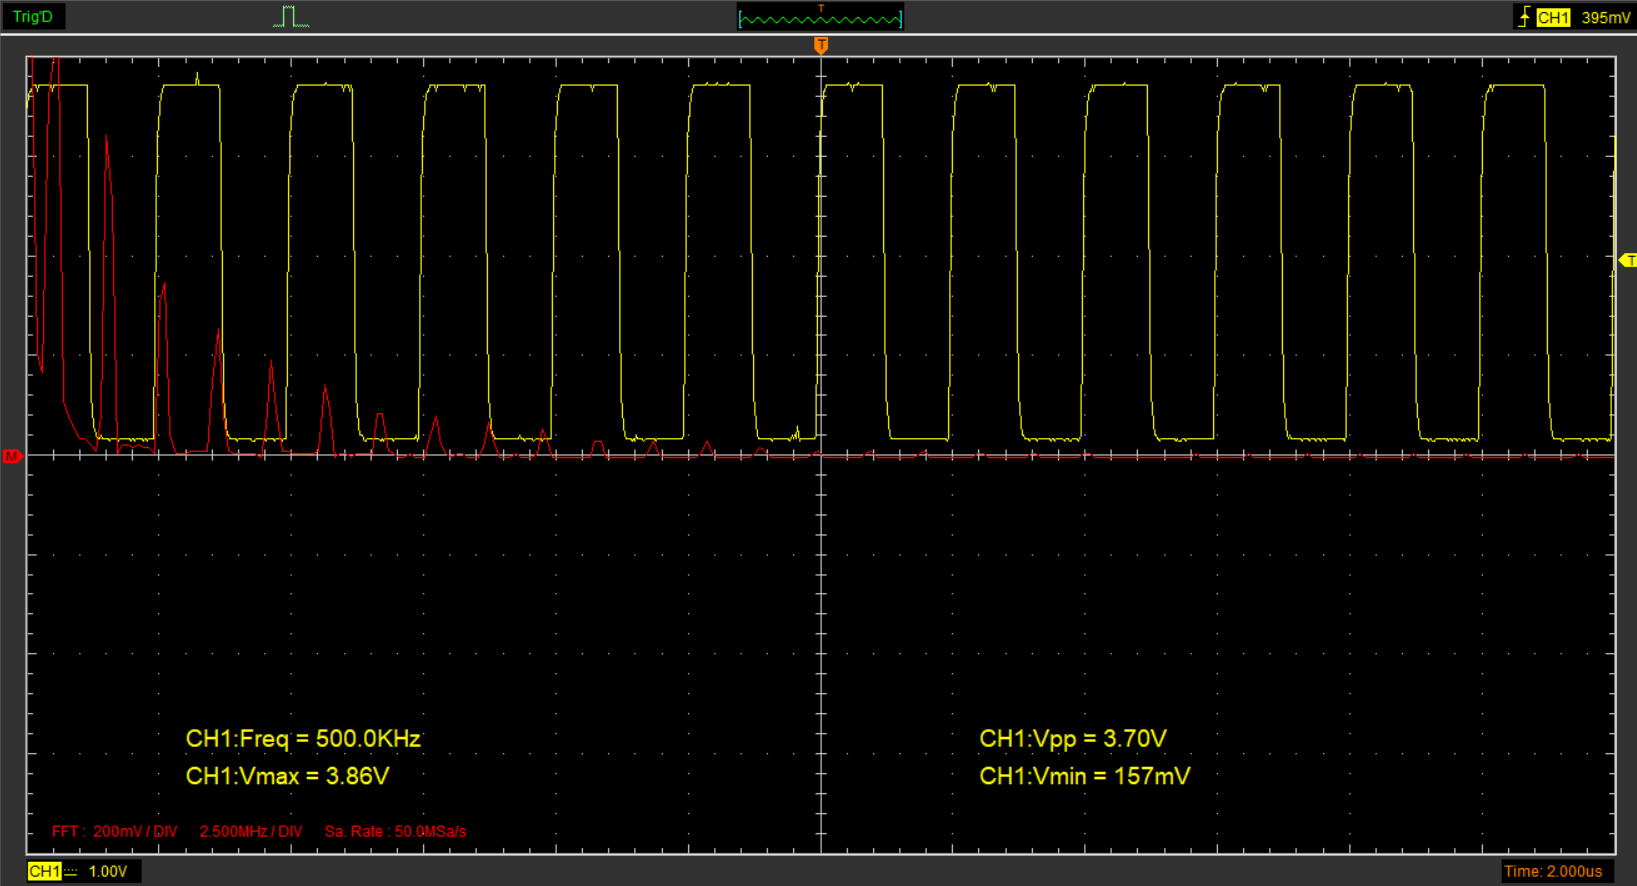 Trig'D
T
CH1 395mV
T
T
M
CH1:Freq = 500.0KHz
CH1:Vpp = 3.70V
CH1:Vmax = 3.86V
CH1:Vmin = 157mV
FFT : 200mV / DIV 2.500MHz / DIV Sa. Rate : 50.0MSa/s
CH1 1.00V
Time: 2.000us